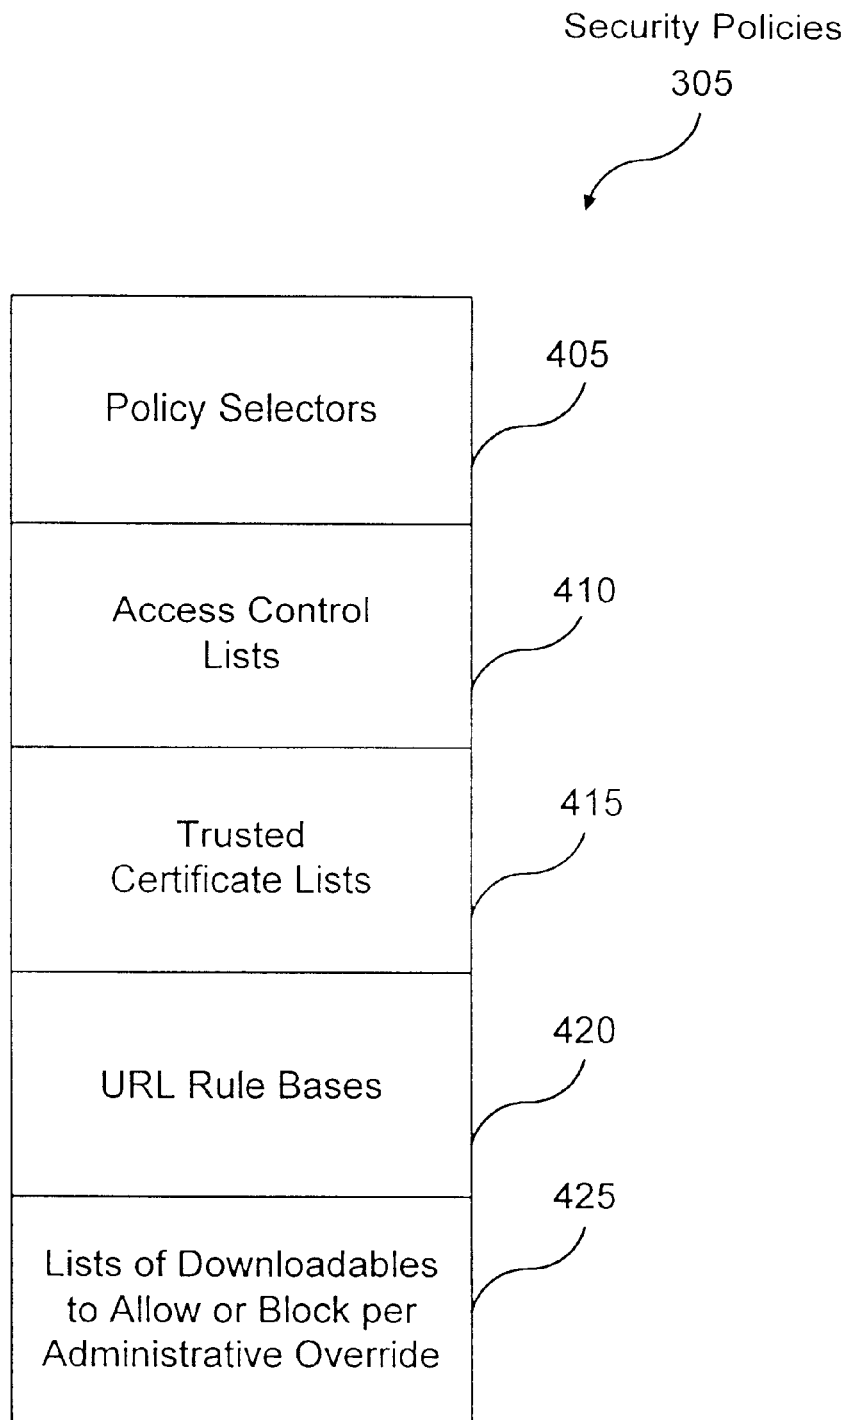 Security Policies
305
405
Policy Selectors
410
Access Control
Lists
415
Trusted
Certificate Lists
420
URL Rule Bases
425
Lists of Downloadables
to Allow or Block per
Administrative Override